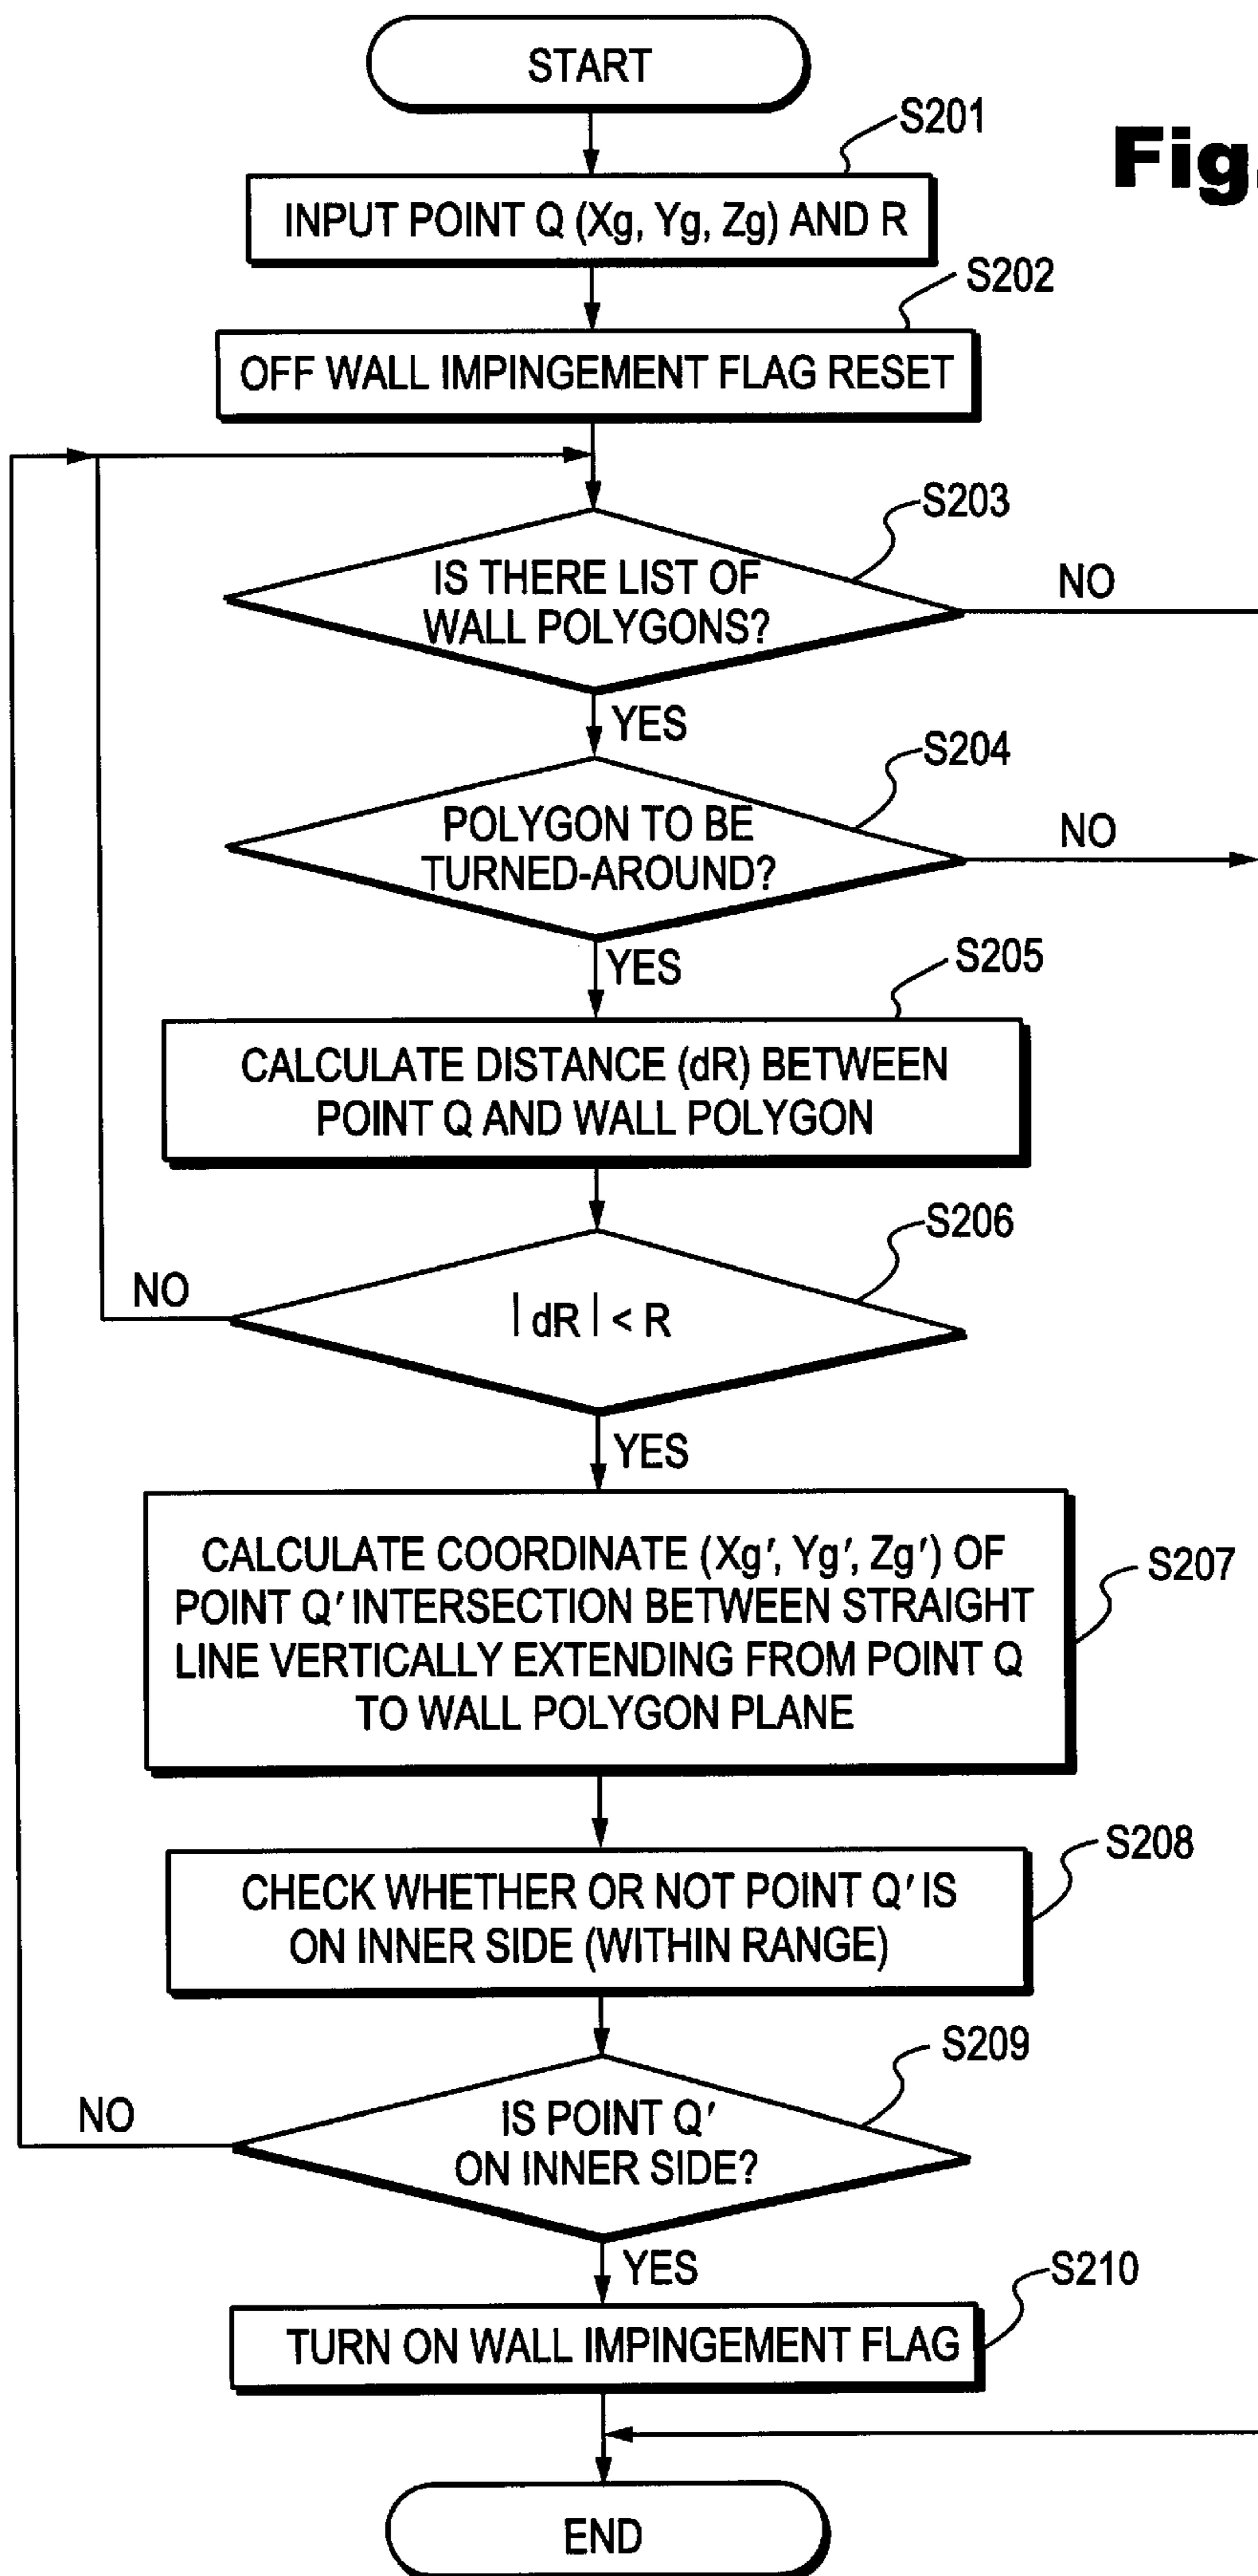 START
S201
Fig.
INPUT POINT Q (Xg, Yg, Zg) AND R
S202
OFF WALL IMPINGEMENT FLAG RESET
S203
IS THERE LIST OF
WALL POLYGONS?
NO
YES
S204
POLYGON TO BE
TURNED-AROUND?
NO
YES
S205
CALCULATE DISTANCE (dR) BETWEEN
POINT Q AND WALL POLYGON
S206
NO
| dR | < R
YES
CALCULATE COORDINATE (Xg′, Yg′, Zg′) OF
POINT Q′ INTERSECTION BETWEEN STRAIGHT
LINE VERTICALLY EXTENDING FROM POINT Q
TO WALL POLYGON PLANE
S207
S208
CHECK WHETHER OR NOT POINT Q′ IS
ON INNER SIDE (WITHIN RANGE)
S209
NO
IS POINT Q′
ON INNER SIDE?
YES
S210
TURN ON WALL IMPINGEMENT FLAG
END